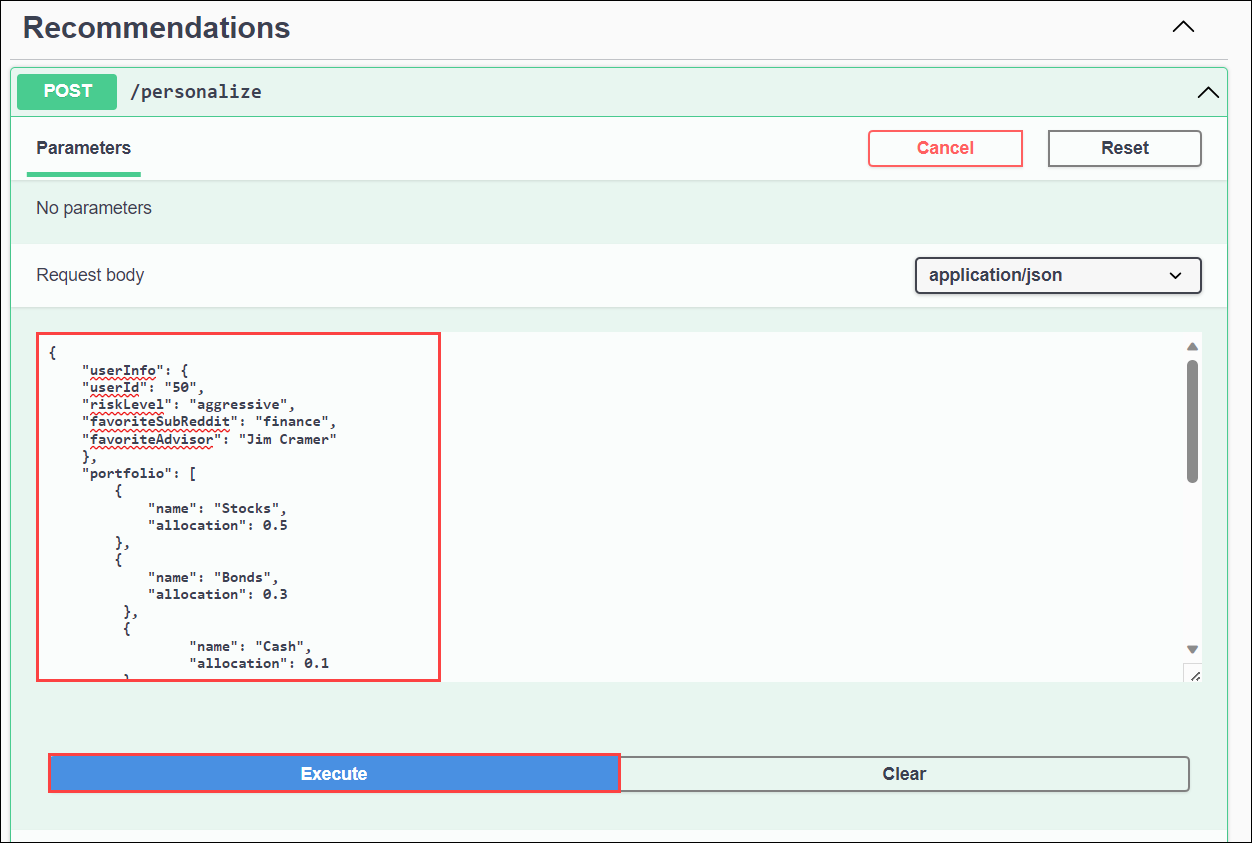 Recommendations
POST /personalize
Parameters Cancel Reset
No parameters
Request body application/json
{
"userInfo": {
"userId": "50",
"riskLevel": "aggressive",
"favoriteSubReddit": "finance",
"favoriteAdvisor": "Jim Cramer"
},
"portfolio": [
{
"name": "Stocks",
"allocation": 0.5
},
{
"name": "Bonds",
"allocation": 0.3
},
{
"name": "Cash",
"allocation": 0.1
}
Execute Clear